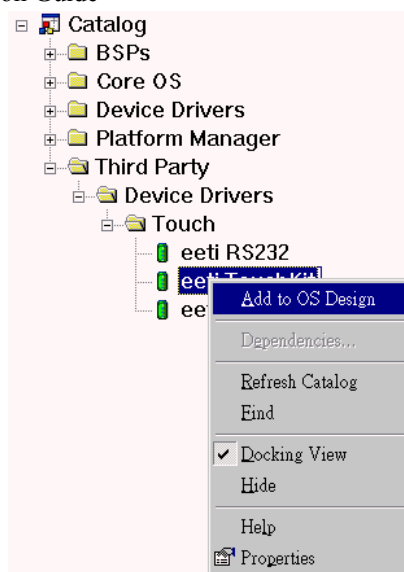 on Guide
Catalog
BSPs
Core OS
Device Drivers
Platform Manager
Third Party
Device Drivers
Touch
eeti RS232
eeti TouchKit
ee
Add to OS Design
Dependencies...
Refresh Catalog
Find
Docking View
Hide
Help
Properties